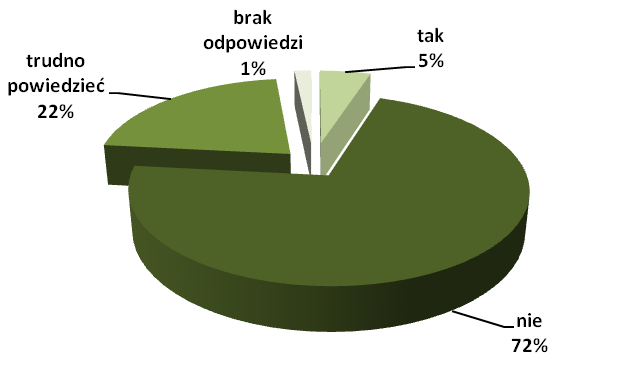 brak
odpowiedzi
1%
tak
5%
trudno
powiedzieć
22%
nie
72%